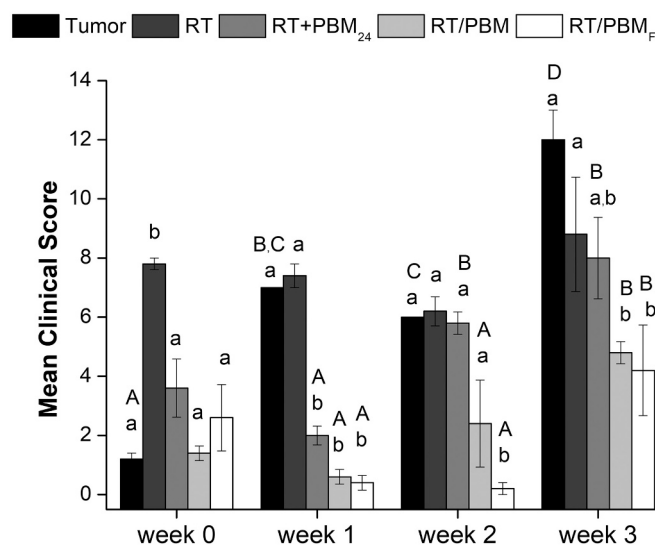 Tumor RT RT+PBM₂₄ RT/PBM RT/PBM_F
Mean Clinical Score
14
12
10
8
6
4
2
0
A
a
b
a
a
a
B,C
a
a
A
b
A
b
A
b
C
a
a
B
a
A
a
A
b
D
a
a
B
a,b
B
b
B
b
week 0 week 1 week 2 week 3